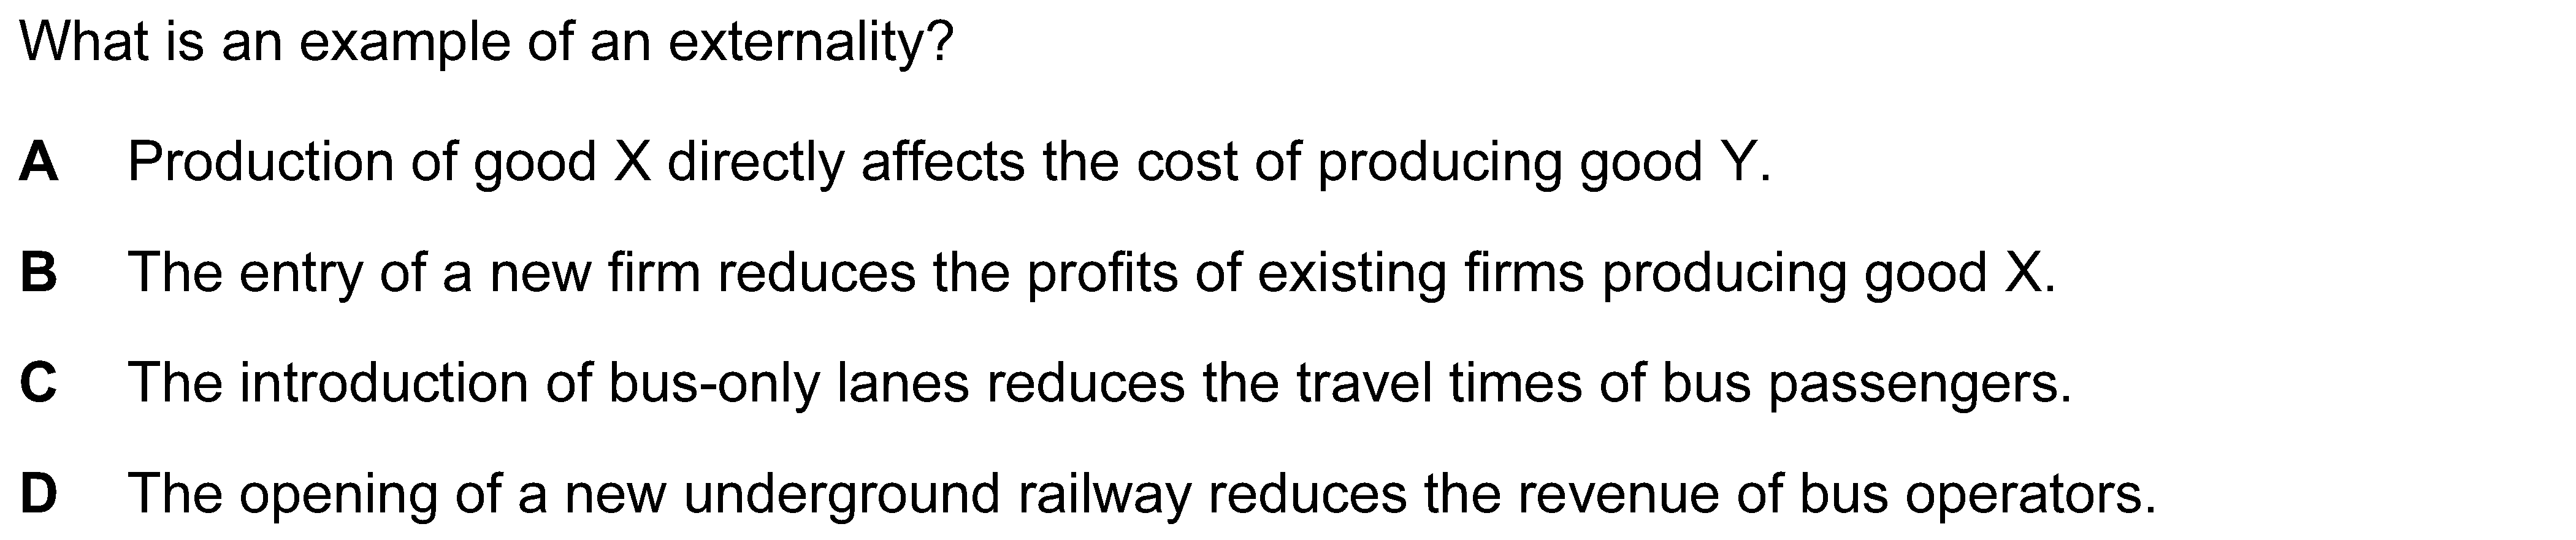 What is an example of an externality?
A Production of good X directly affects the cost of producing good Y.
B The entry of a new firm reduces the profits of existing firms producing good X.
C The introduction of bus-only lanes reduces the travel times of bus passengers.
D The opening of a new underground railway reduces the revenue of bus operators.